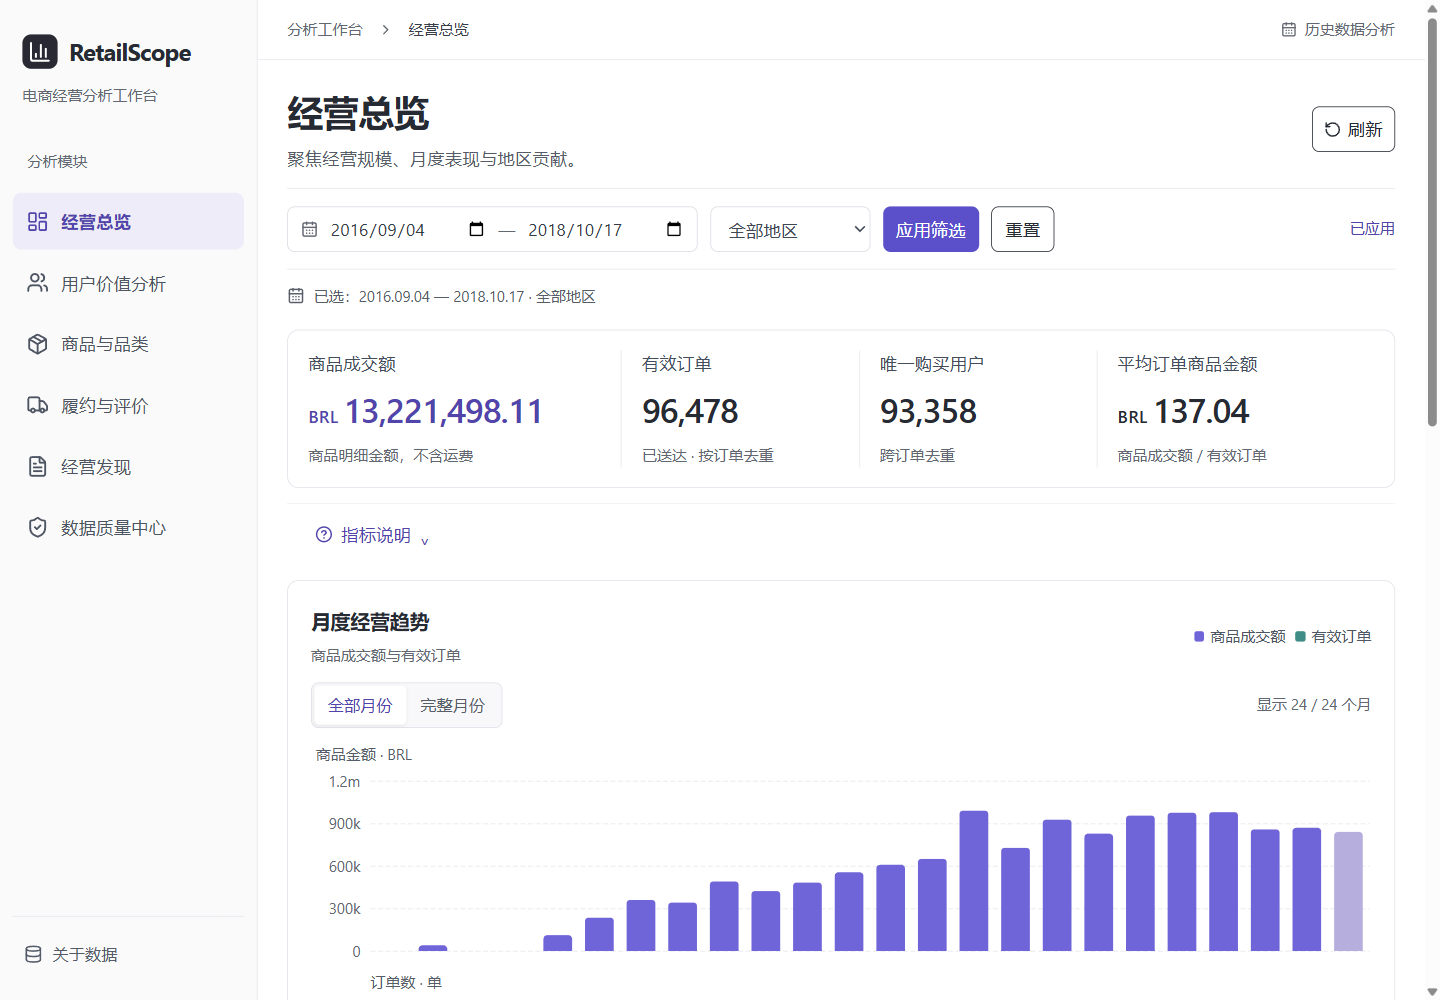 RetailScope
电商经营分析工作台
分析模块
经营总览
用户价值分析
商品与品类
履约与评价
经营发现
数据质量中心
关于数据
分析工作台 > 经营总览
历史数据分析
经营总览
聚焦经营规模、月度表现与地区贡献。
刷新
2016/09/04 — 2018/10/17
全部地区
应用筛选
重置
已应用
已选：2016.09.04 — 2018.10.17 · 全部地区
商品成交额
BRL 13,221,498.11
商品明细金额，不含运费
有效订单
96,478
已送达 · 按订单去重
唯一购买用户
93,358
跨订单去重
平均订单商品金额
BRL 137.04
商品成交额 / 有效订单
指标说明 v
月度经营趋势
商品成交额与有效订单
商品成交额 有效订单
全部月份 完整月份
显示 24 / 24 个月
商品金额 · BRL
1.2m
900k
600k
300k
0
订单数 · 单